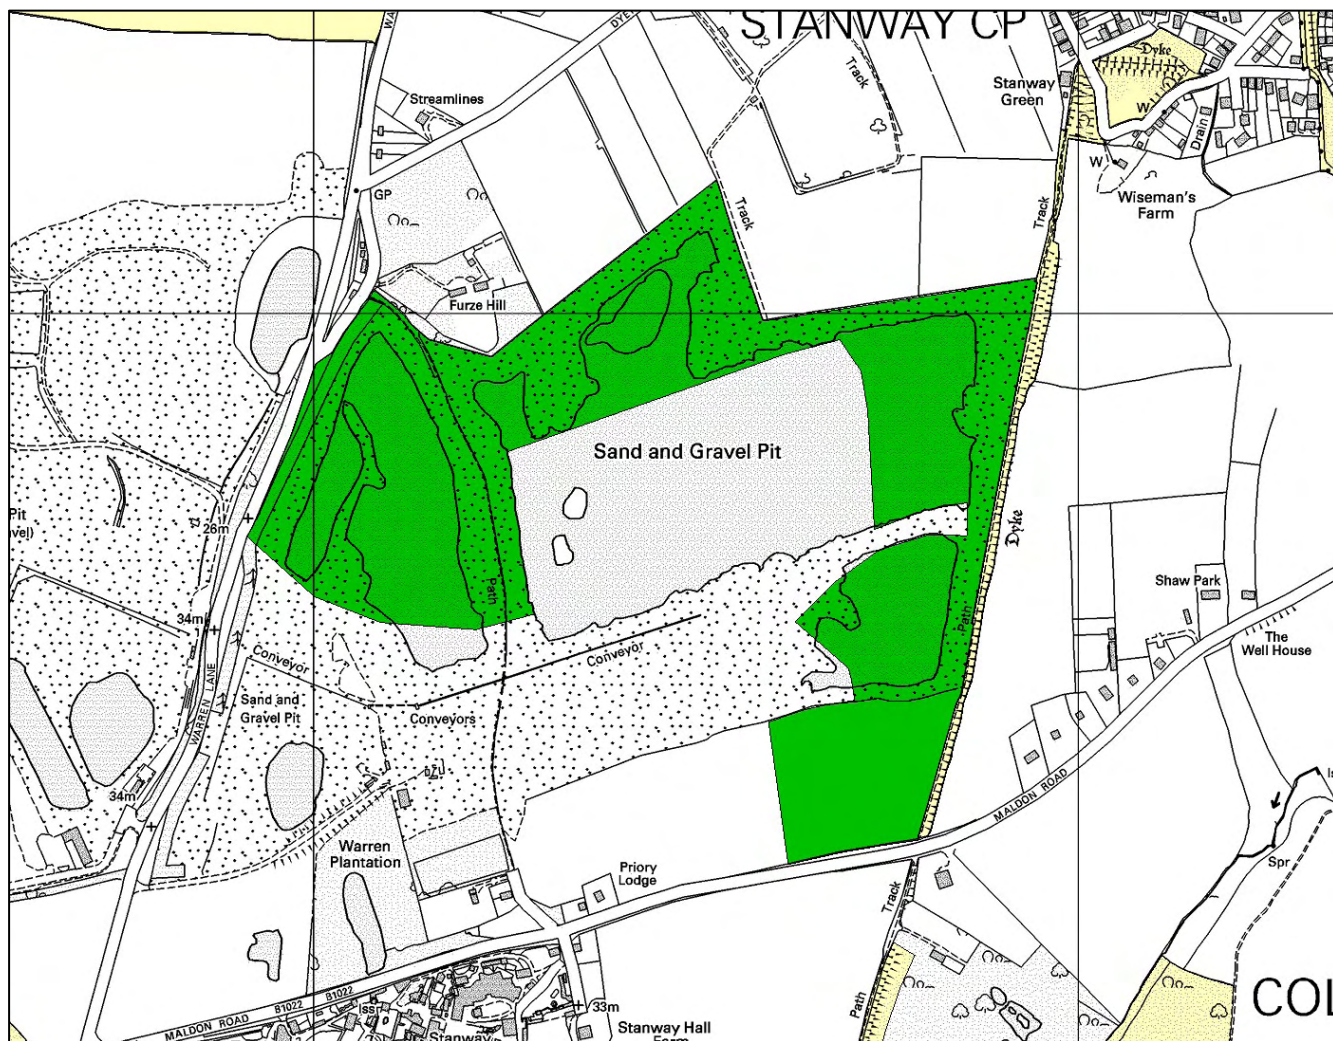 STANWAY CP
Dyke
Track
Stanway
Green
W
Drain
Streamlines
W
Wiseman's
Farm
GP
Track
Track
Furze Hill
Sand and Gravel Pit
26m
Dyke
Path
Path
Shaw Park
34m
The
Well House
Conveyor
Conveyor
WARREN LANE
Sand and
Gravel Pit
Conveyors
34m
MALDON ROAD
Warren
Plantation
Priory
Lodge
Spr
Track
Path
COL
33m
B1022
B1022
MALDON ROAD
Stanway Hall
Farm
Stanway